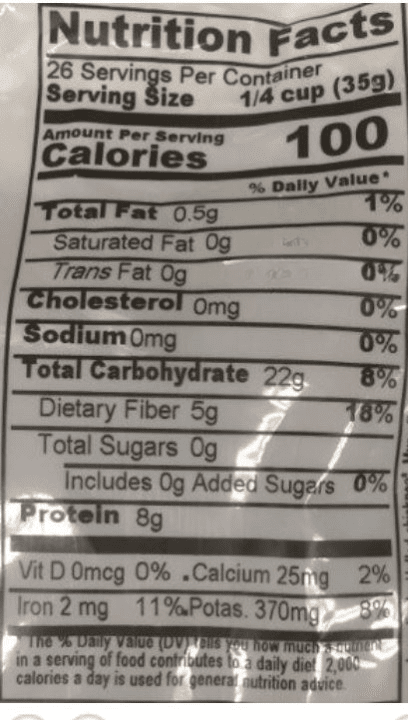 Nutrition Facts
26 Servings Per Container
Serving Size 1/4 cup (35g)
Amount Per Serving
Calories 100
% Daily Value*
Total Fat 0.5g 1%
Saturated Fat 0g 0%
Trans Fat 0g 0%
Cholesterol 0mg 0%
Sodium 0mg 0%
Total Carbohydrate 22g 8%
Dietary Fiber 5g 18%
Total Sugars 0g
Includes 0g Added Sugars 0%
Protein 8g
Vit D 0mcg 0% .Calcium 25mg 2%
Iron 2 mg 11%.Potas. 370mg 8%
*The % Daily Value (DV) tells you how much a nutrient
in a serving of food contributes to a daily diet. 2,000
calories a day is used for general nutrition advice.